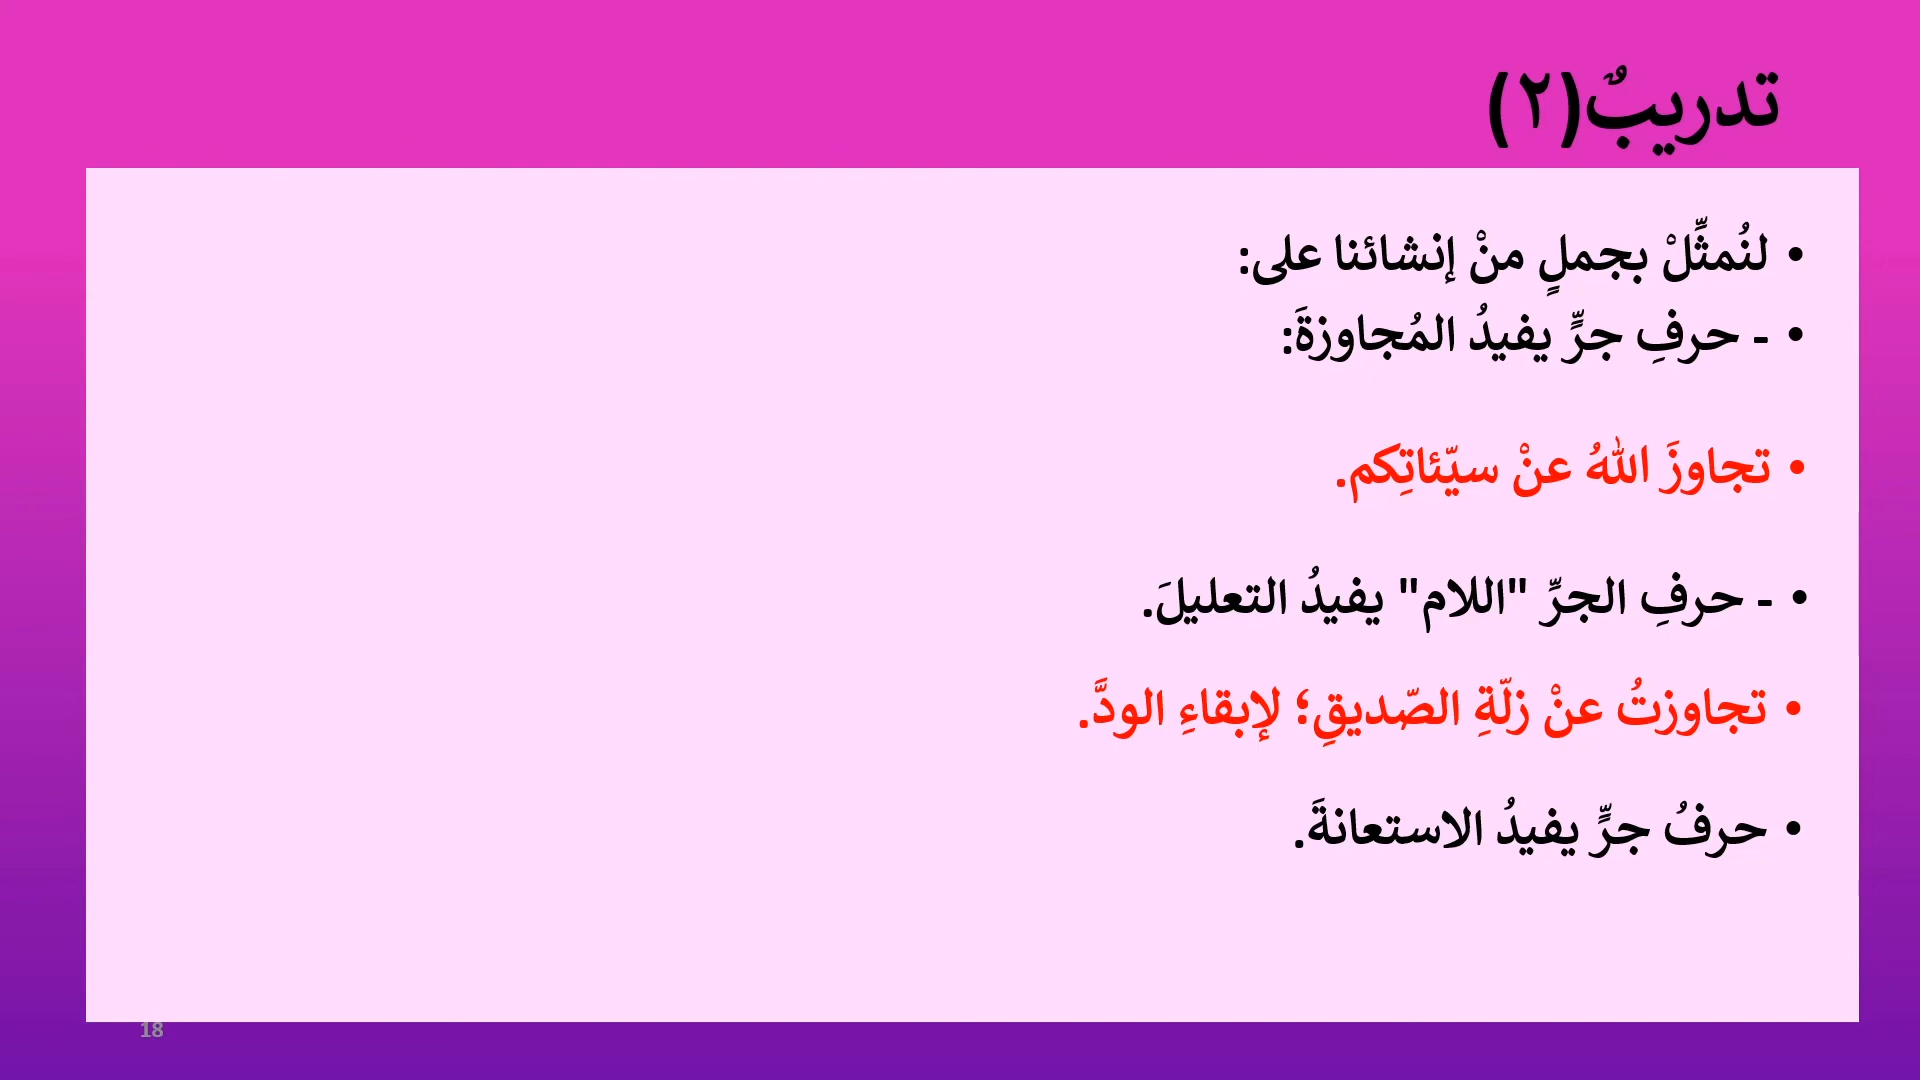 تدريبٌ(٢)
• لنُمثِّلْ بجملٍ منْ إنشائنا على:
• - حرفِ جرٍّ يفيدُ المُجاوزةَ:
• تجاوزَ اللهُ عنْ سيّئاتِكم.
• - حرفِ الجرِّ "اللام" يفيدُ التعليلَ.
• تجاوزتُ عنْ زلّةِ الصّديقِ؛ لإبقاءِ الودَّ.
• حرفُ جرٍّ يفيدُ الاستعانةَ.
18